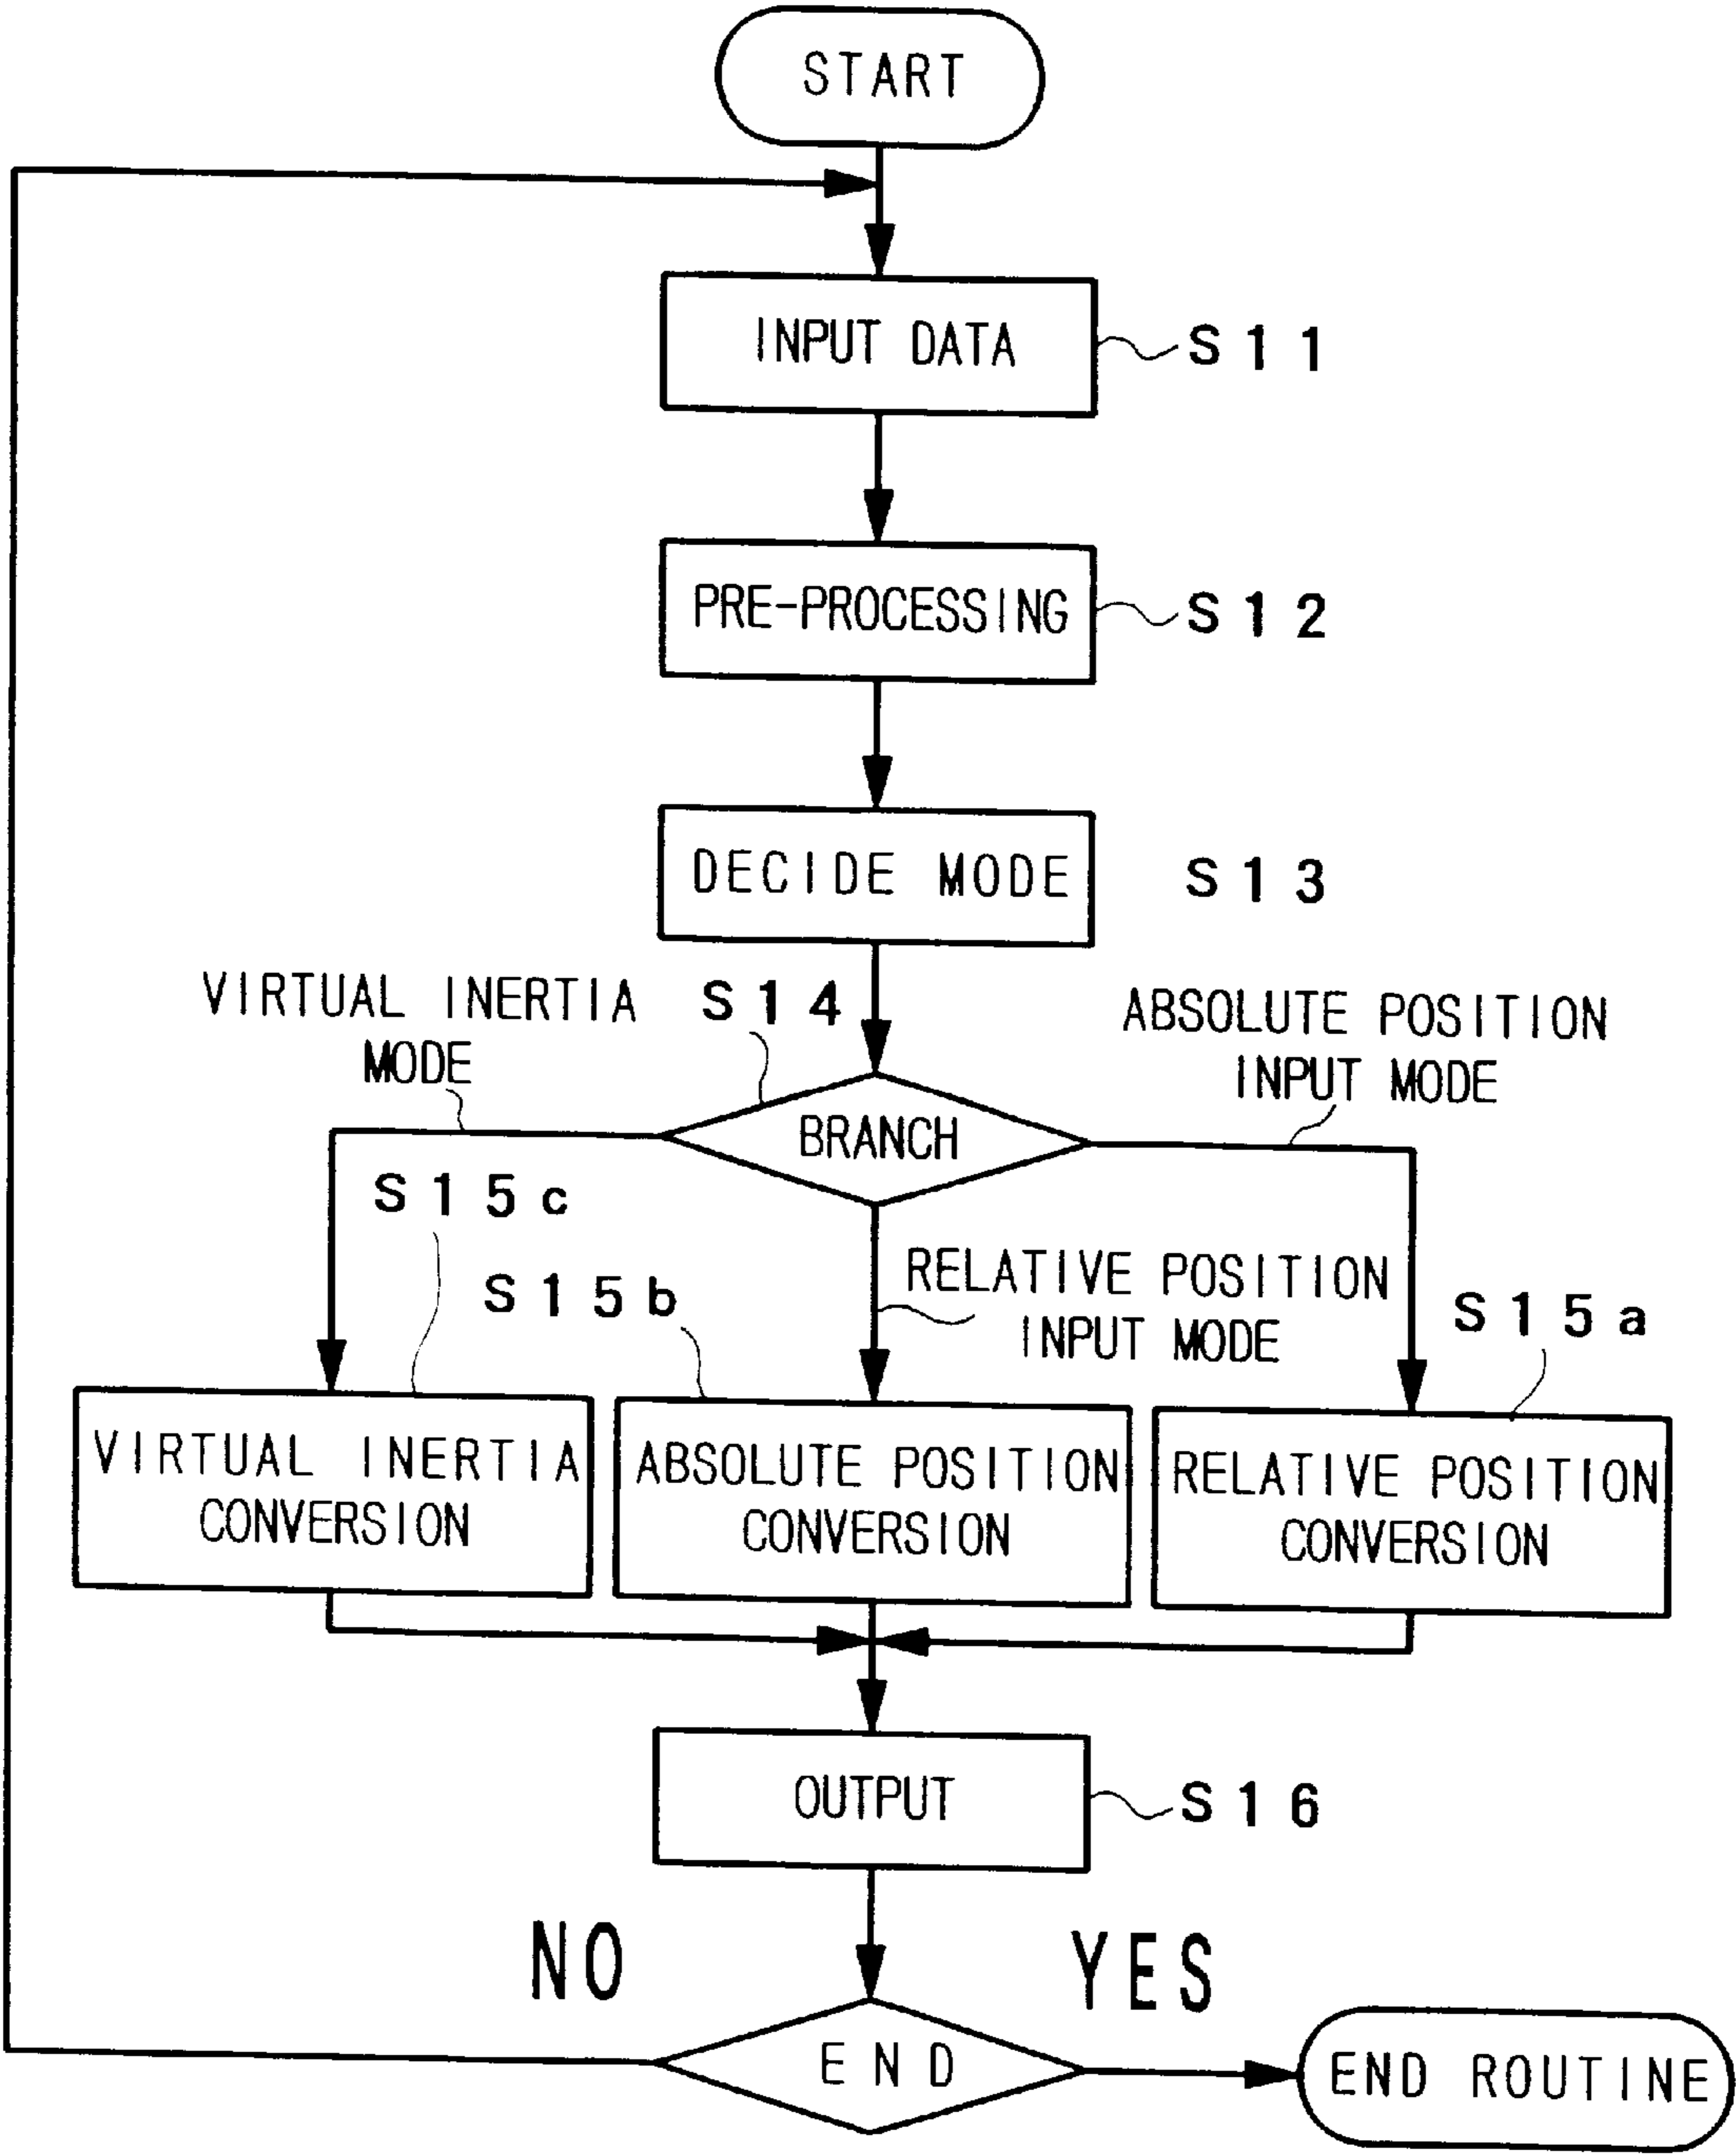 START
INPUT DATA
S11
PRE-PROCESSING
S12
DECIDE MODE
S13
VIRTUAL INERTIA
MODE
S14
ABSOLUTE POSITION
INPUT MODE
BRANCH
S15c
S15b
RELATIVE POSITION
INPUT MODE
S15a
VIRTUAL INERTIA
CONVERSION
ABSOLUTE POSITION
CONVERSION
RELATIVE POSITION
CONVERSION
OUTPUT
S16
NO
YES
END
END ROUTINE